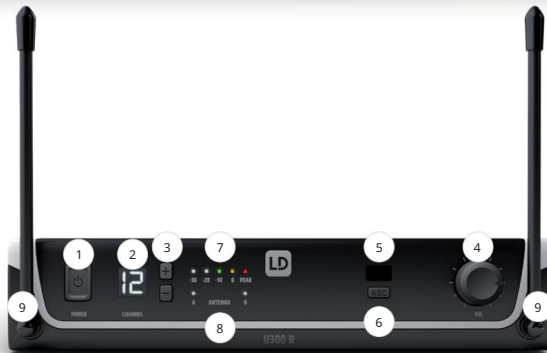 1
2
3
7
5
4
12
+
LD
-30 -20 -10 0 PEAK
-
ASC
A ANTENNA B
9
9
POWER
CHANNEL
8
6
VOL
U300 R